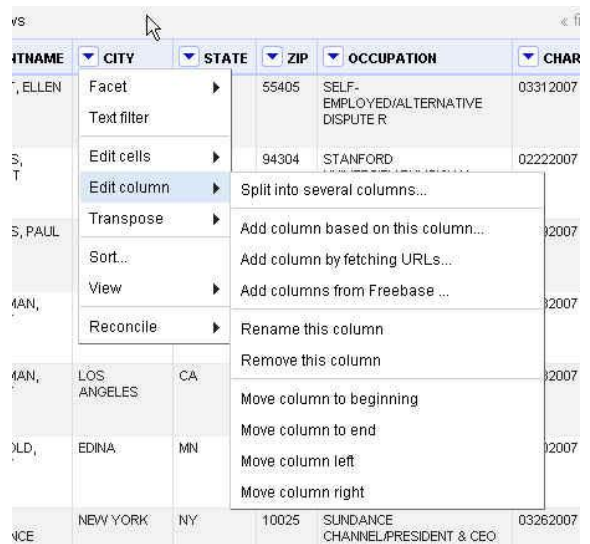 « fi
CITY STATE ZIP OCCUPATION CHAR
, ELLEN Facet 55405 SELF- 03312007
EMPLOYED/ALTERNATIVE
Text filter DISPUTE R
Edit cells 94304 STANFORD 02222007
Edit column Split into several columns...
Transpose Add column based on this column...
S, PAUL
Sort... Add column by fetching URLs...
View Add columns from Freebase ...
Reconcile Rename this column
Remove this column
LOS CA
ANGELES
Move column to beginning
Move column to end
EDINA MN
Move column left
Move column right
NEW YORK NY 10025 SUNDANCE 03262007
CHANNEL/PRESIDENT & CEO